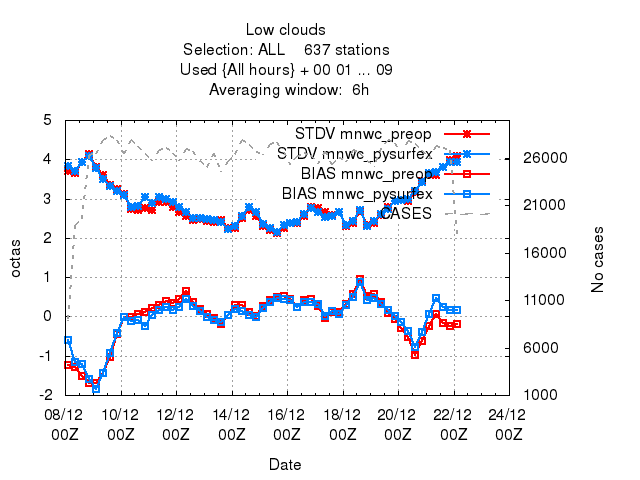 Low clouds
Selection: ALL 637 stations
Used {All hours} + 00 01 ... 09
Averaging window: 6h
STDV mnwc_preop
STDV mnwc_pysurfex
BIAS mnwc_preop
BIAS mnwc_pysurfex
CASES
octas
5
4
3
2
1
0
-1
-2
No cases
26000
21000
16000
11000
6000
1000
08/12 10/12 12/12 14/12 16/12 18/12 20/12 22/12 24/12
00Z 00Z 00Z 00Z 00Z 00Z 00Z 00Z 00Z
Date